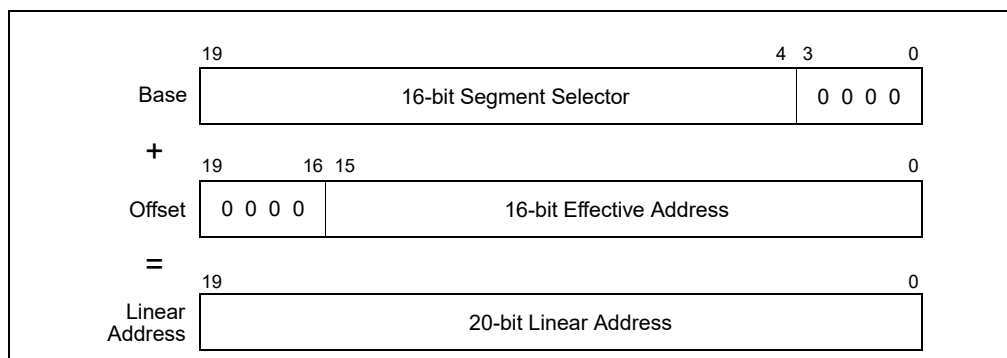 19 4 3 0
Base 16-bit Segment Selector 0 0 0 0
+
19 16 15 0
Offset 0 0 0 0 16-bit Effective Address
=
19 0
Linear
Address 20-bit Linear Address